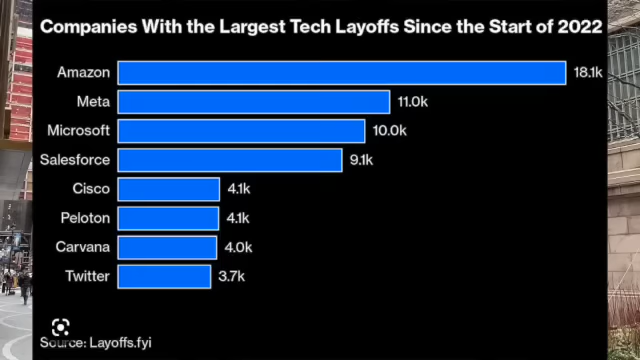 Companies With the Largest Tech Layoffs Since the Start of 2022
Amazon 18.1k
Meta 11.0k
Microsoft 10.0k
Salesforce 9.1k
Cisco 4.1k
Peloton 4.1k
Carvana 4.0k
Twitter 3.7k
Source: Layoffs.fyi